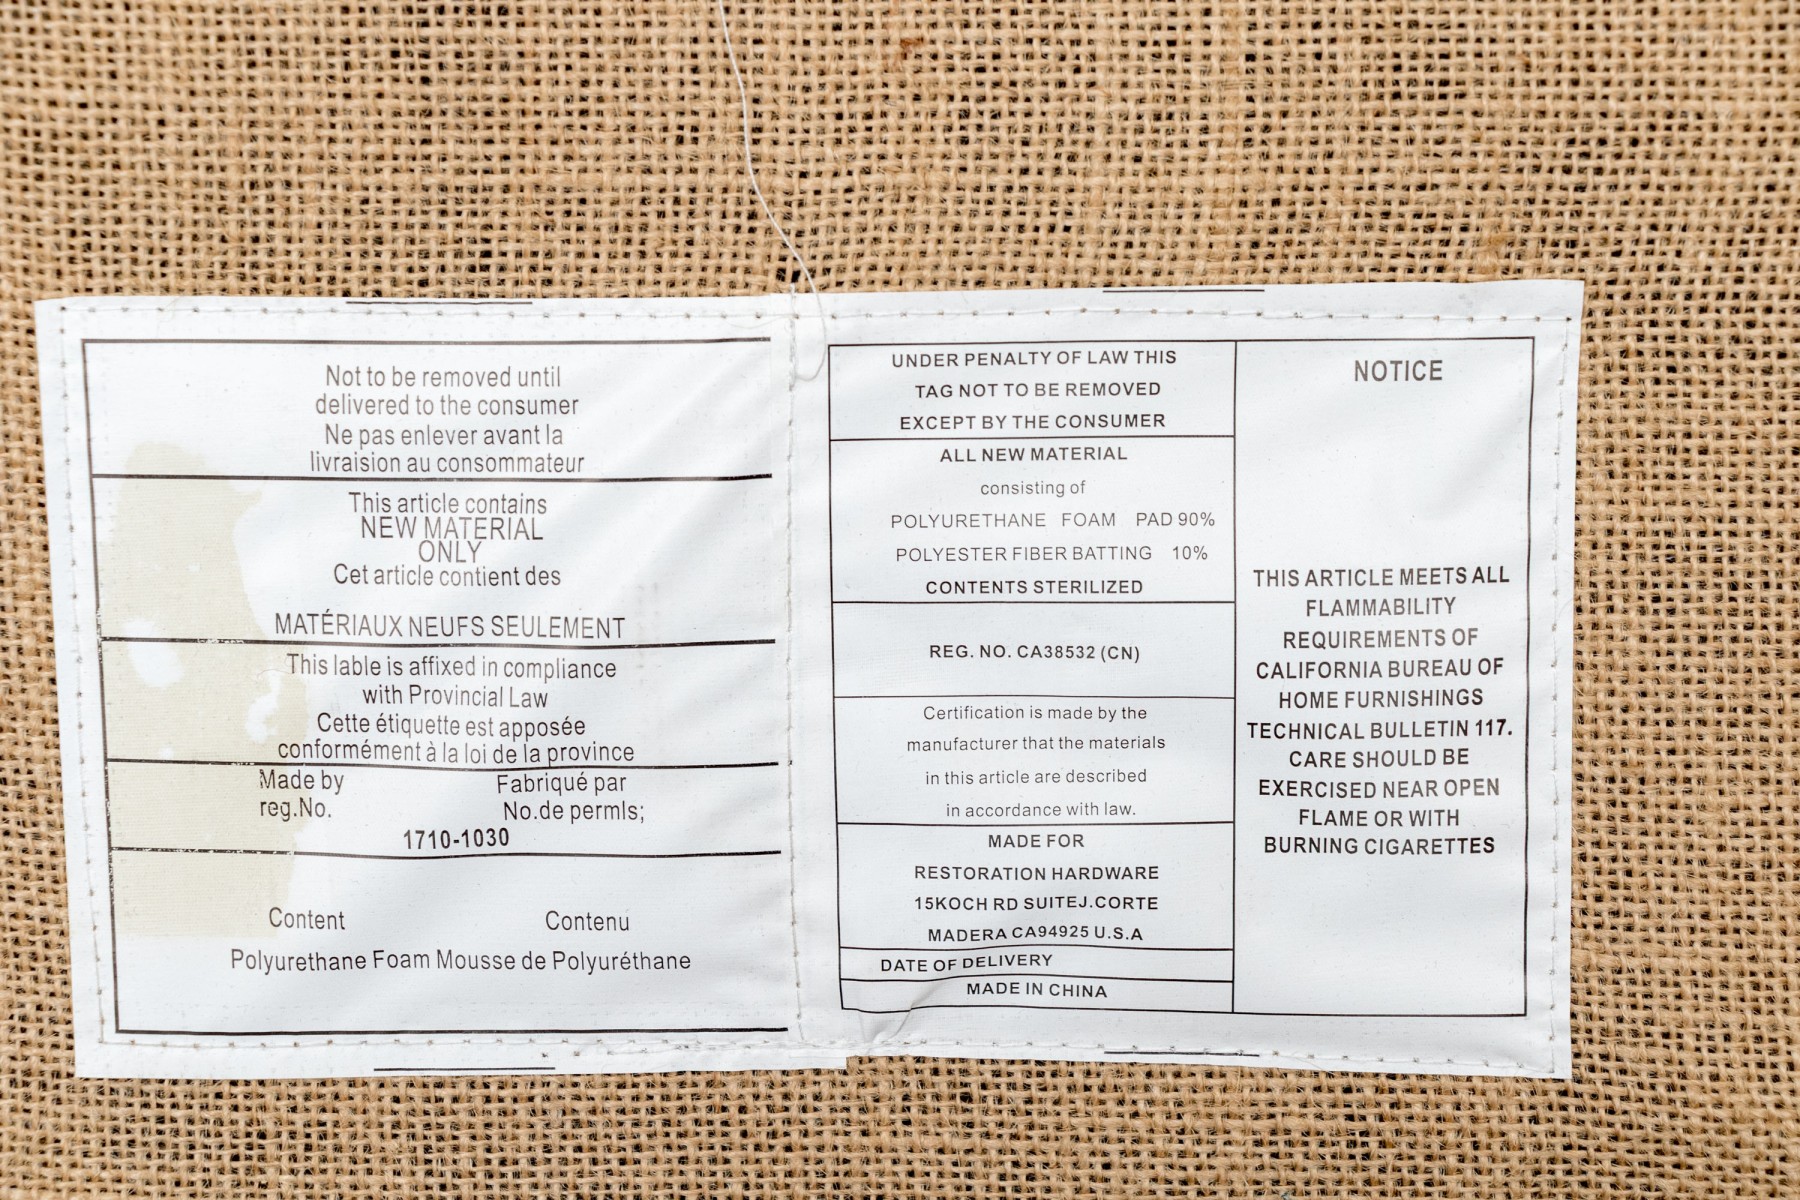 Not to be removed until
delivered to the consumer
Ne pas enlever avant la
livraision au consommateur
This article contains
NEW MATERIAL
ONLY
Cet article contient des
MATÉRIAUX NEUFS SEULEMENT
This lable is affixed in compliance
with Provincial Law
Cette étiquette est apposée
conformément à la loi de la province
Made by Fabriqué par
reg.No. No.de permls;
1710-1030
Content Contenu
Polyurethane Foam Mousse de Polyuréthane
UNDER PENALTY OF LAW THIS
TAG NOT TO BE REMOVED
EXCEPT BY THE CONSUMER
ALL NEW MATERIAL
consisting of
POLYURETHANE FOAM PAD 90%
POLYESTER FIBER BATTING 10%
CONTENTS STERILIZED
REG. NO. CA38532 (CN)
Certification is made by the
manufacturer that the materials
in this article are described
in accordance with law.
MADE FOR
RESTORATION HARDWARE
15KOCH RD SUITEJ.CORTE
MADERA CA94925 U.S.A
DATE OF DELIVERY
MADE IN CHINA
NOTICE
THIS ARTICLE MEETS ALL
FLAMMABILITY
REQUIREMENTS OF
CALIFORNIA BUREAU OF
HOME FURNISHINGS
TECHNICAL BULLETIN 117.
CARE SHOULD BE
EXERCISED NEAR OPEN
FLAME OR WITH
BURNING CIGARETTES